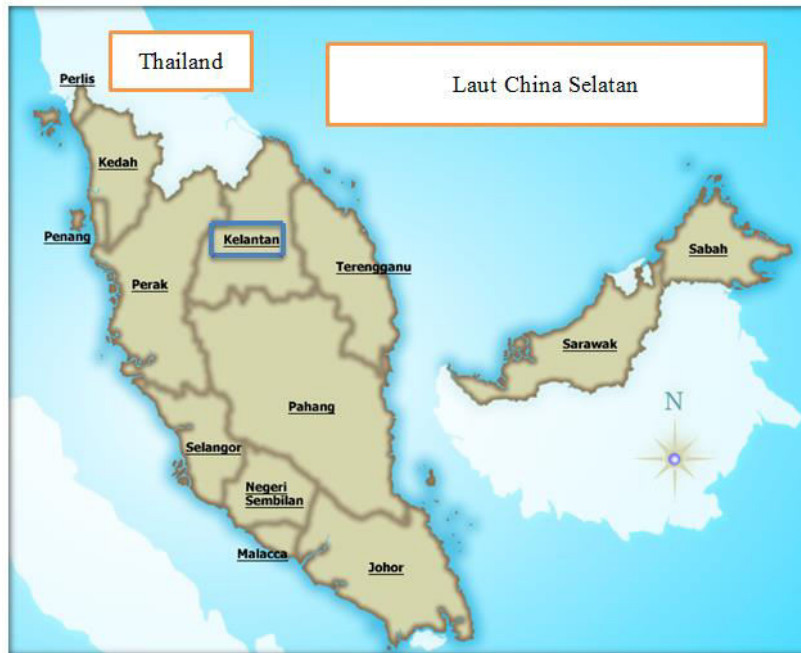 Thailand
Laut China Selatan
Perlis
Kedah
Penang
Kelantan
Terengganu
Perak
Sabah
Sarawak
Pahang
N
Selangor
Negeri
Sembilan
Malacca
Johor